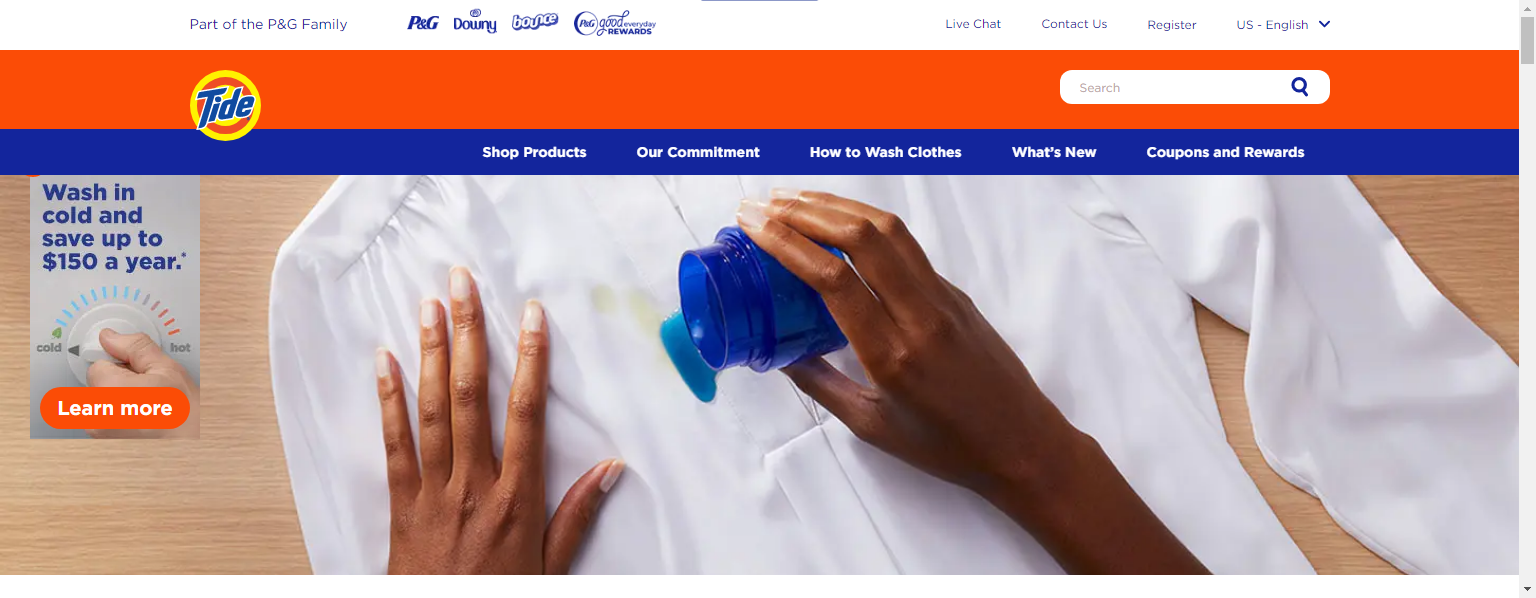 Part of the P&G Family
P&G
Downy
bounce
P&G good everyday REWARDS
Live Chat
Contact Us
Register
US - English
Tide
Search
Shop Products
Our Commitment
How to Wash Clothes
What's New
Coupons and Rewards
Wash in
cold and
save up to
$150 a year.*
cold
hot
Learn more